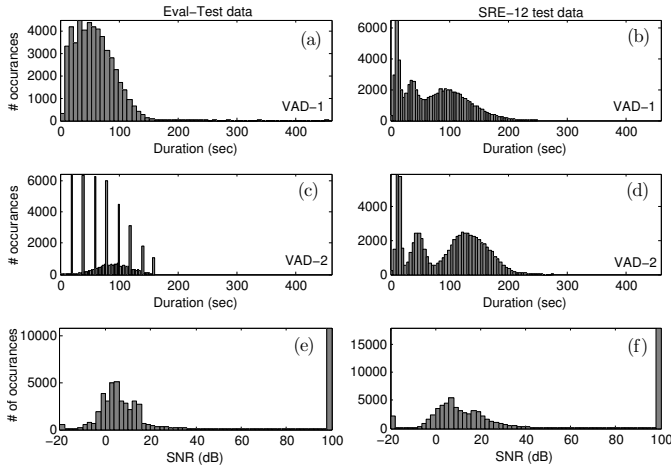 Eval−Test data
SRE−12 test data
4000
3000
2000
1000
0
# occurances
(a)
VAD−1
0 100 200 300 400
Duration (sec)
6000
4000
2000
0
(b)
VAD−1
0 100 200 300 400
Duration (sec)
6000
4000
2000
0
# occurances
(c)
VAD−2
0 100 200 300 400
Duration (sec)
4000
2000
0
(d)
VAD−2
0 100 200 300 400
Duration (sec)
10000
5000
0
# of occurances
(e)
−20 0 20 40 60 80 100
SNR (dB)
15000
10000
5000
0
(f)
−20 0 20 40 60 80 100
SNR (dB)